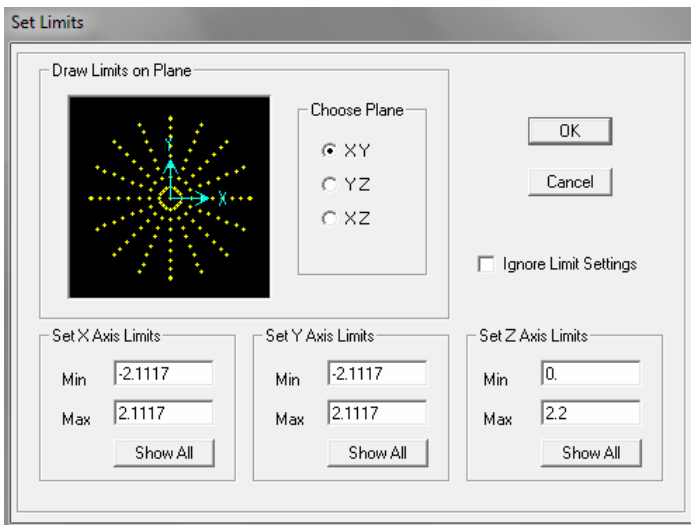 Set Limits
Draw Limits on Plane
Y
X
Choose Plane
XY
YZ
XZ
OK
Cancel
Ignore Limit Settings
Set X Axis Limits
Min -2.1117
Max 2.1117
Show All
Set Y Axis Limits
Min -2.1117
Max 2.1117
Show All
Set Z Axis Limits
Min 0.
Max 2.2
Show All